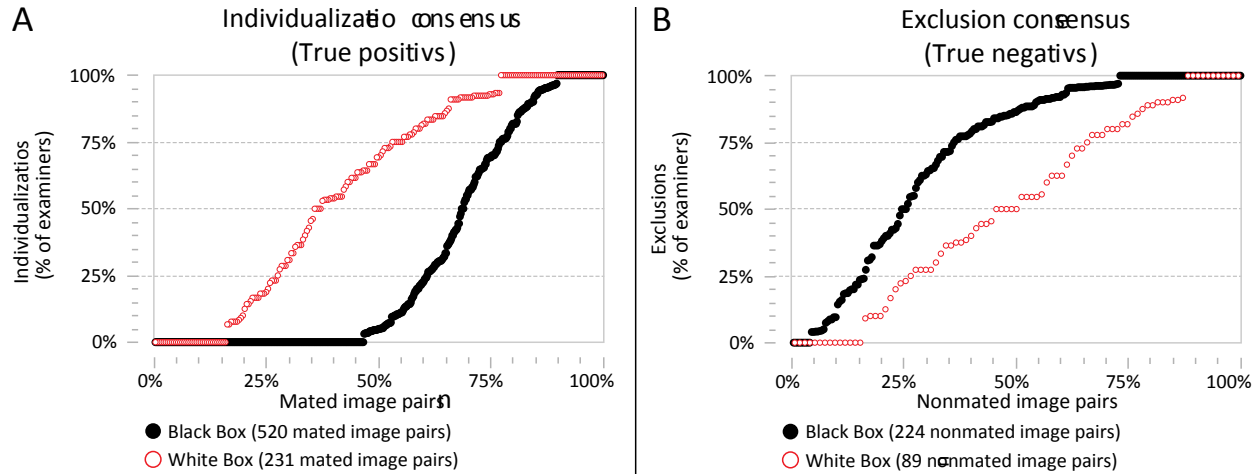 A
Individualizatio consensus
(True positivs)
100%
75%
50%
25%
0%
Individualizatios
(% of examiners)
0%
25%
50%
75%
100%
Mated image pairs
Black Box (520 mated image pairs)
White Box (231 mated image pairs)
B
Exclusion consensus
(True negativs)
100%
75%
50%
25%
0%
Exclusions
(% of examiners)
0%
25%
50%
75%
100%
Nonmated image pairs
Black Box (224 nonmated image pairs)
White Box (89 nonmated image pairs)